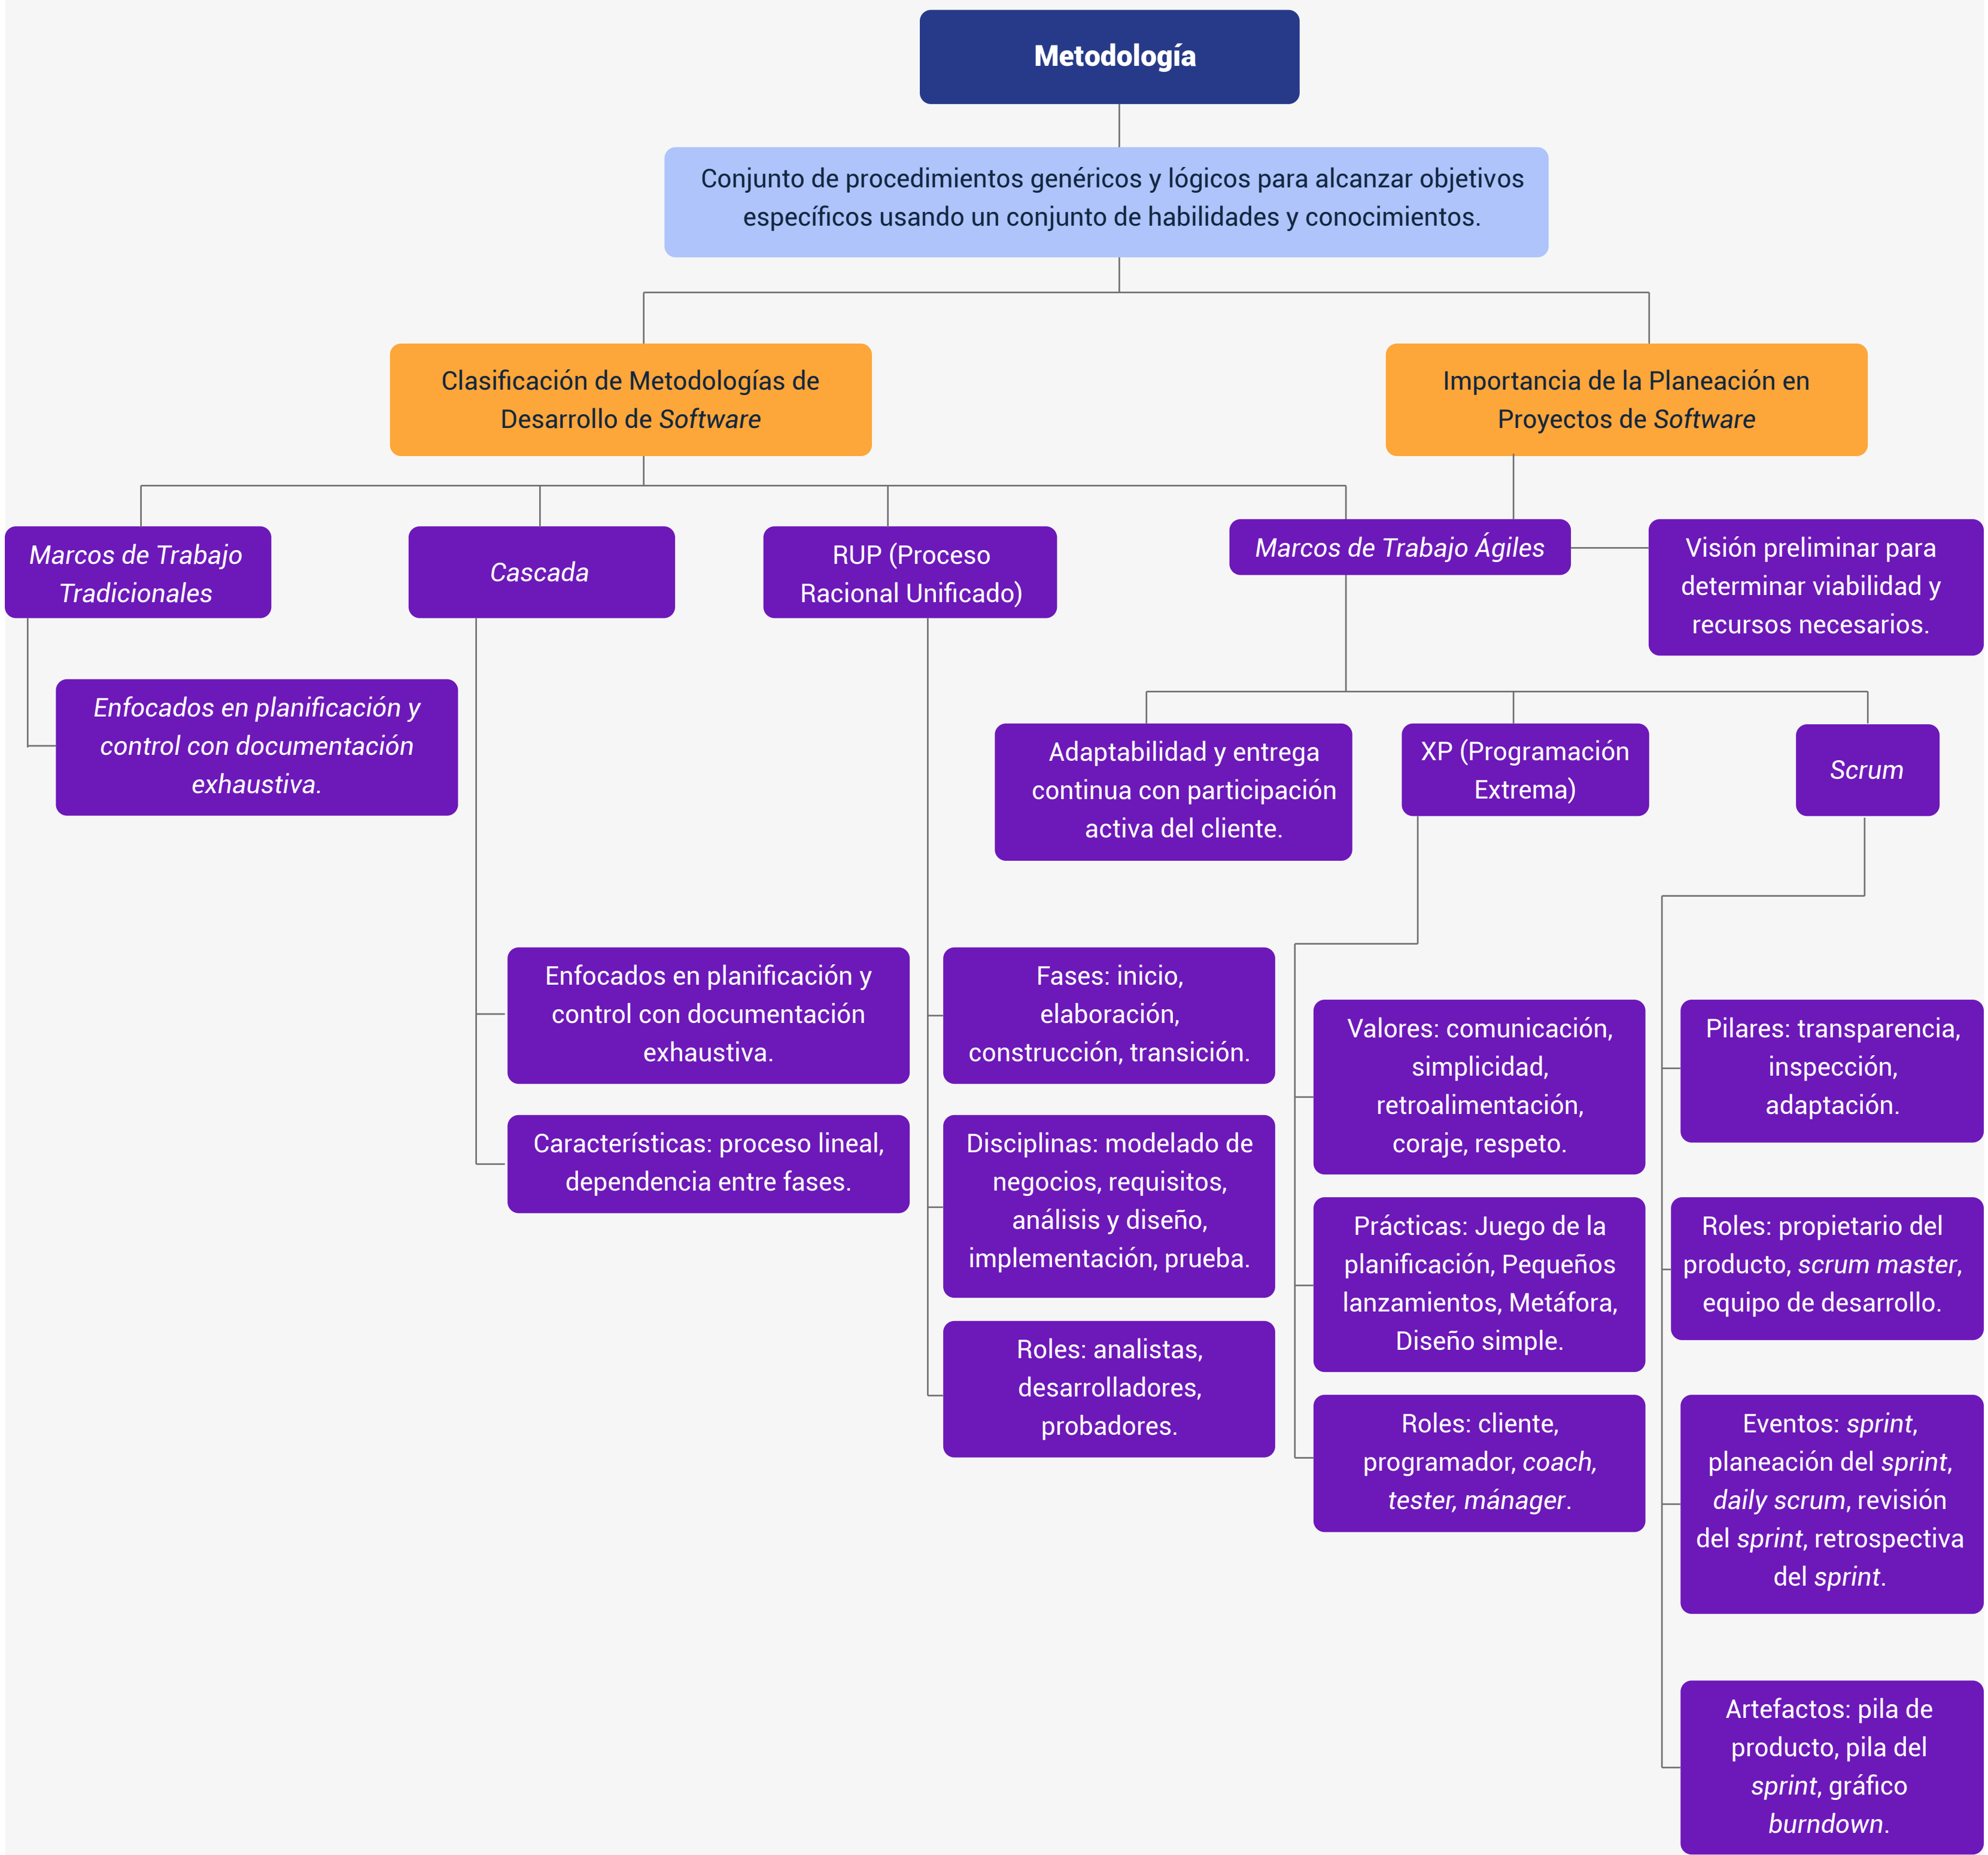 Metodología
Conjunto de procedimientos genéricos y lógicos para alcanzar objetivos
específicos usando un conjunto de habilidades y conocimientos.
Clasificación de Metodologías de
Desarrollo de Software
Importancia de la Planeación en
Proyectos de Software
Marcos de Trabajo
Tradicionales
Cascada
RUP (Proceso
Racional Unificado)
Marcos de Trabajo Ágiles
Visión preliminar para
determinar viabilidad y
recursos necesarios.
Enfocados en planificación y
control con documentación
exhaustiva.
Adaptabilidad y entrega
continua con participación
activa del cliente.
XP (Programación
Extrema)
Scrum
Enfocados en planificación y
control con documentación
exhaustiva.
Características: proceso lineal,
dependencia entre fases.
Fases: inicio,
elaboración,
construcción, transición.
Disciplinas: modelado de
negocios, requisitos,
análisis y diseño,
implementación, prueba.
Roles: analistas,
desarrolladores,
probadores.
Valores: comunicación,
simplicidad,
retroalimentación,
coraje, respeto.
Prácticas: Juego de la
planificación, Pequeños
lanzamientos, Metáfora,
Diseño simple.
Roles: cliente,
programador, coach,
tester, mánager.
Pilares: transparencia,
inspección,
adaptación.
Roles: propietario del
producto, scrum master,
equipo de desarrollo.
Eventos: sprint,
planeación del sprint,
daily scrum, revisión
del sprint, retrospectiva
del sprint.
Artefactos: pila de
producto, pila del
sprint, gráfico
burndown.